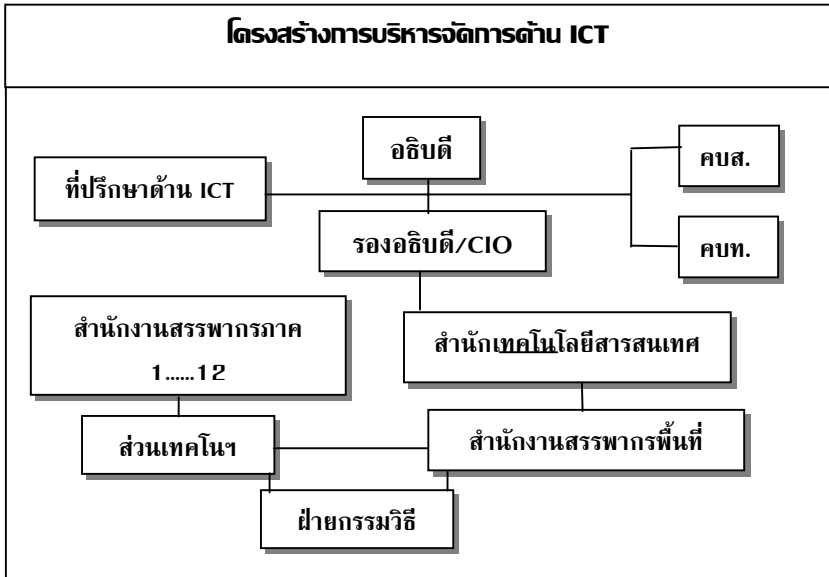 โครงสร้างการบริหารจัดการด้าน ICT
อธิบดี
คบส.
ที่ปรึกษาด้าน ICT
รองอธิบดี/CIO
คบท.
สำนักงานสรรพากรภาค
1......12
สำนักเทคโนโลยีสารสนเทศ
ส่วนเทคโนฯ
สำนักงานสรรพากรพื้นที่
ฝ่ายกรรมวิธี